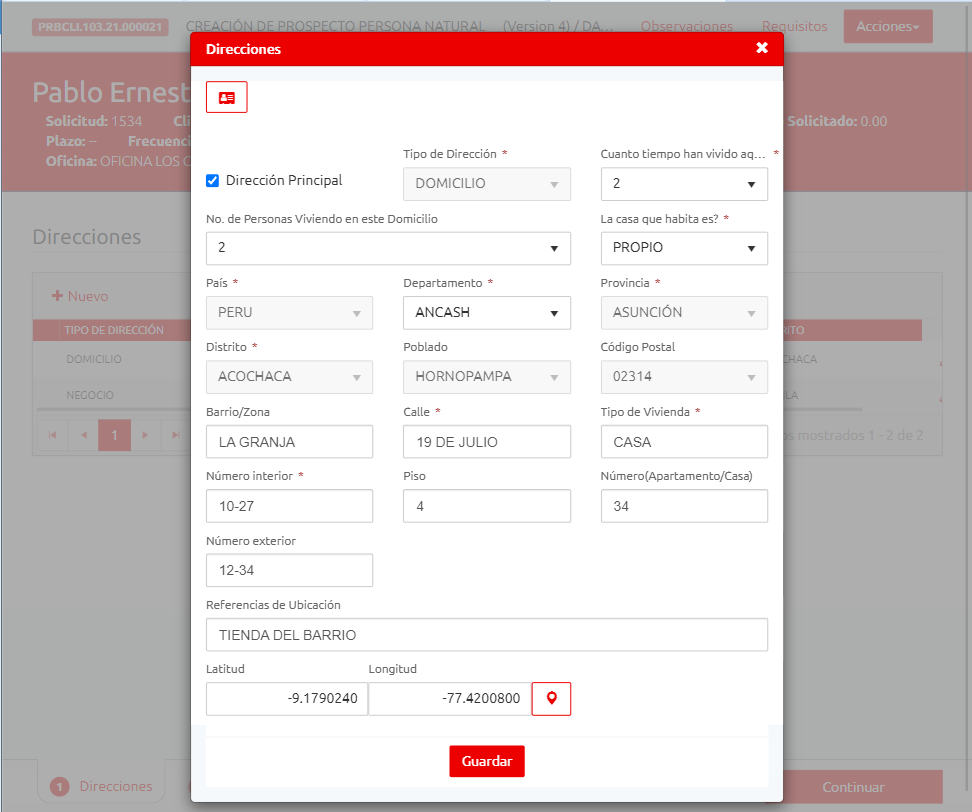 PRBCLI.103.21.000021 CREACIÓN DE PROSPECTO PERSONA NATURAL (Version 4) / DA... Observaciones Requisitos Acciones
Direcciones
Pablo Ernest
Solicitud: 1534 Cli Solicitado: 0.00
Plazo: -- Frecuenci
Oficina: OFICINA LOS C
Direcciones
Nuevo
TIPO DE DIRECCIÓN RITO
DOMICILIO CHACA
NEGOCIO LA
1 os mostrados 1 - 2 de 2
Tipo de Dirección * Cuanto tiempo han vivido aq... *
Dirección Principal DOMICILIO 2
No. de Personas Viviendo en este Domicilio La casa que habita es? *
2 PROPIO
País * Departamento * Provincia *
PERU ANCASH ASUNCIÓN
Distrito * Poblado Código Postal
ACOCHACA HORNOPAMPA 02314
Barrio/Zona Calle * Tipo de Vivienda *
LA GRANJA 19 DE JULIO CASA
Número interior * Piso Número(Apartamento/Casa)
10-27 4 34
Número exterior
12-34
Referencias de Ubicación
TIENDA DEL BARRIO
Latitud Longitud
-9.1790240 -77.4200800
Guardar
1 Direcciones Continuar